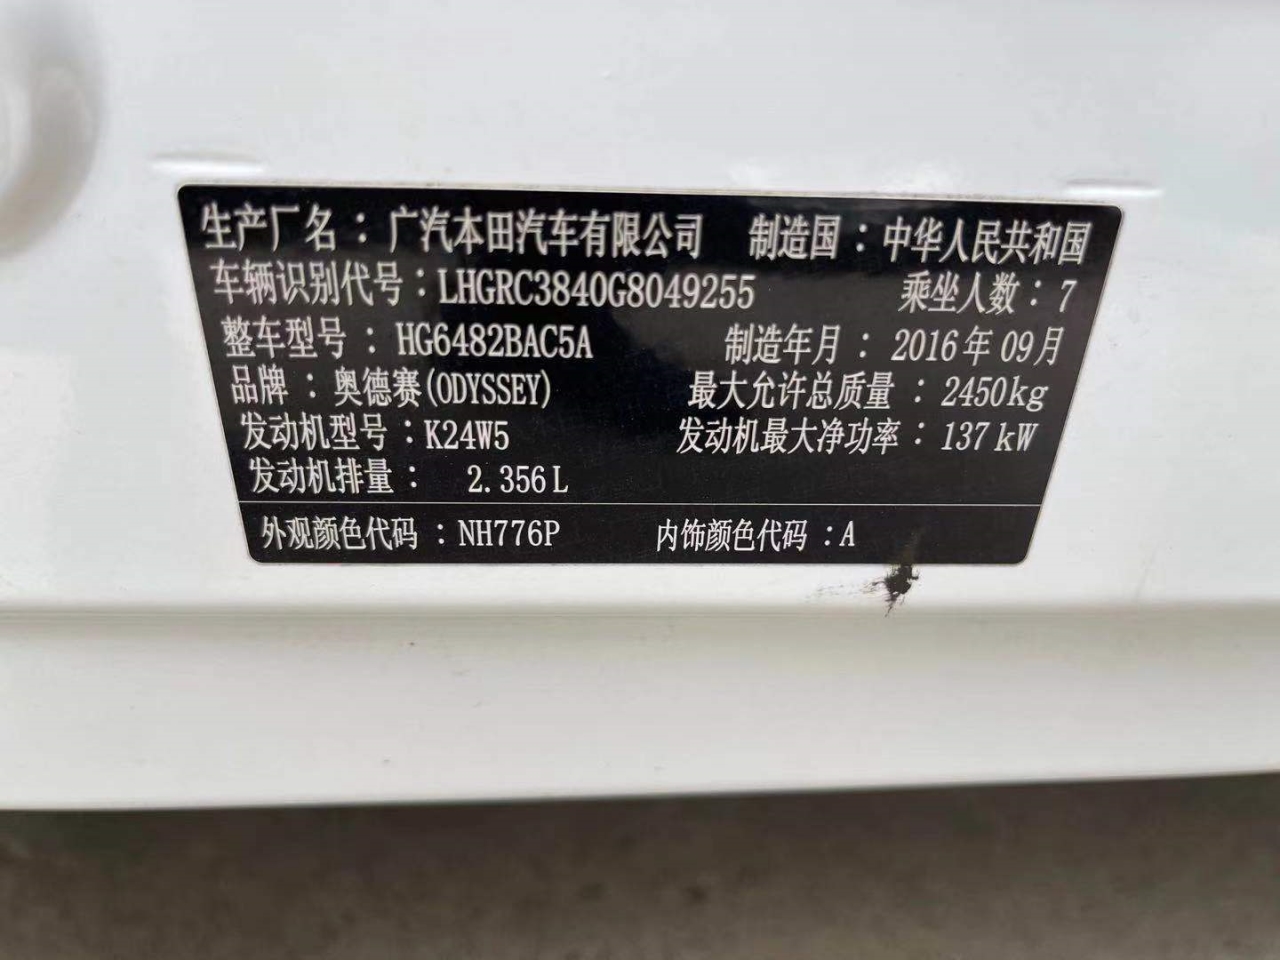 生产厂名：广汽本田汽车有限公司 制造国：中华人民共和国
车辆识别代号：LHGRC3840G8049255 乘坐人数：7
整车型号：HG6482BAC5A 制造年月：2016年09月
品牌：奥德赛(ODYSSEY) 最大允许总质量：2450kg
发动机型号：K24W5 发动机最大净功率：137kW
发动机排量：2.356L
外观颜色代码：NH776P 内饰颜色代码：A